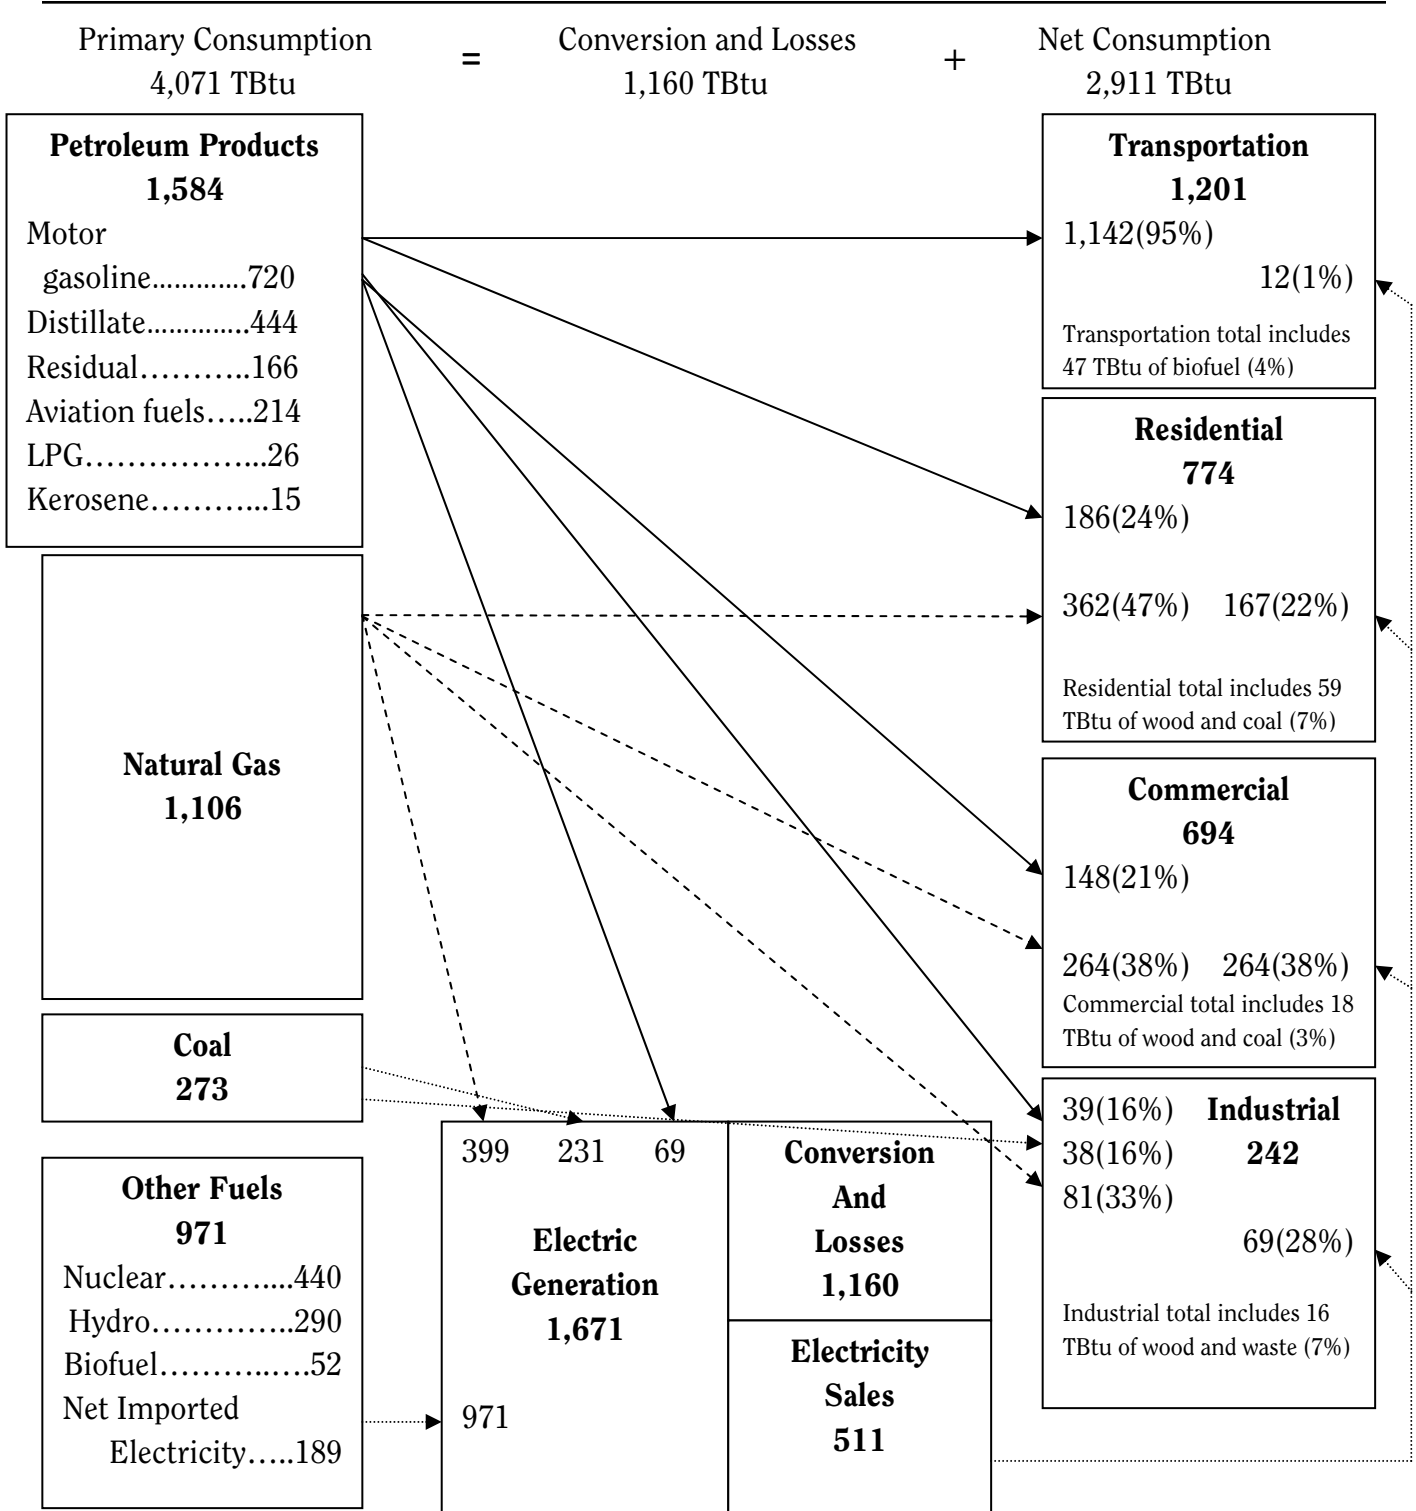 Primary Consumption = Conversion and Losses + Net Consumption
4,071 TBtu 1,160 TBtu 2,911 TBtu
Petroleum Products
1,584
Motor
gasoline.............720
Distillate..............444
Residual………..166
Aviation fuels…..214
LPG………………...26
Kerosene………...15
Natural Gas
1,106
Coal
273
Other Fuels
971
Nuclear………....440
Hydro…………..290
Biofuel………..…..52
Net Imported
Electricity…..189
399 231 69
Electric
Generation
1,671
971
Conversion
And
Losses
1,160
Electricity
Sales
511
Transportation
1,201
1,142(95%)
12(1%)
Transportation total includes
47 TBtu of biofuel (4%)
Residential
774
186(24%)
362(47%) 167(22%)
Residential total includes 59
TBtu of wood and coal (7%)
Commercial
694
148(21%)
264(38%) 264(38%)
Commercial total includes 18
TBtu of wood and coal (3%)
39(16%) Industrial
38(16%) 242
81(33%)
69(28%)
Industrial total includes 16
TBtu of wood and waste (7%)